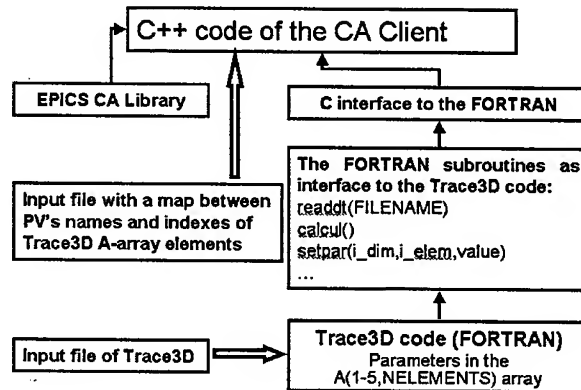 C++ code of the CA Client
EPICS CA Library
C interface to the FORTRAN
Input file with a map between
PV's names and indexes of
Trace3D A-array elements
The FORTRAN subroutines as
interface to the Trace3D code:
readdt(FILENAME)
calcul()
setpar(i_dim,i_elem,value)
...
Input file of Trace3D
Trace3D code (FORTRAN)
Parameters in the
A(1-5,NELEMENTS) array